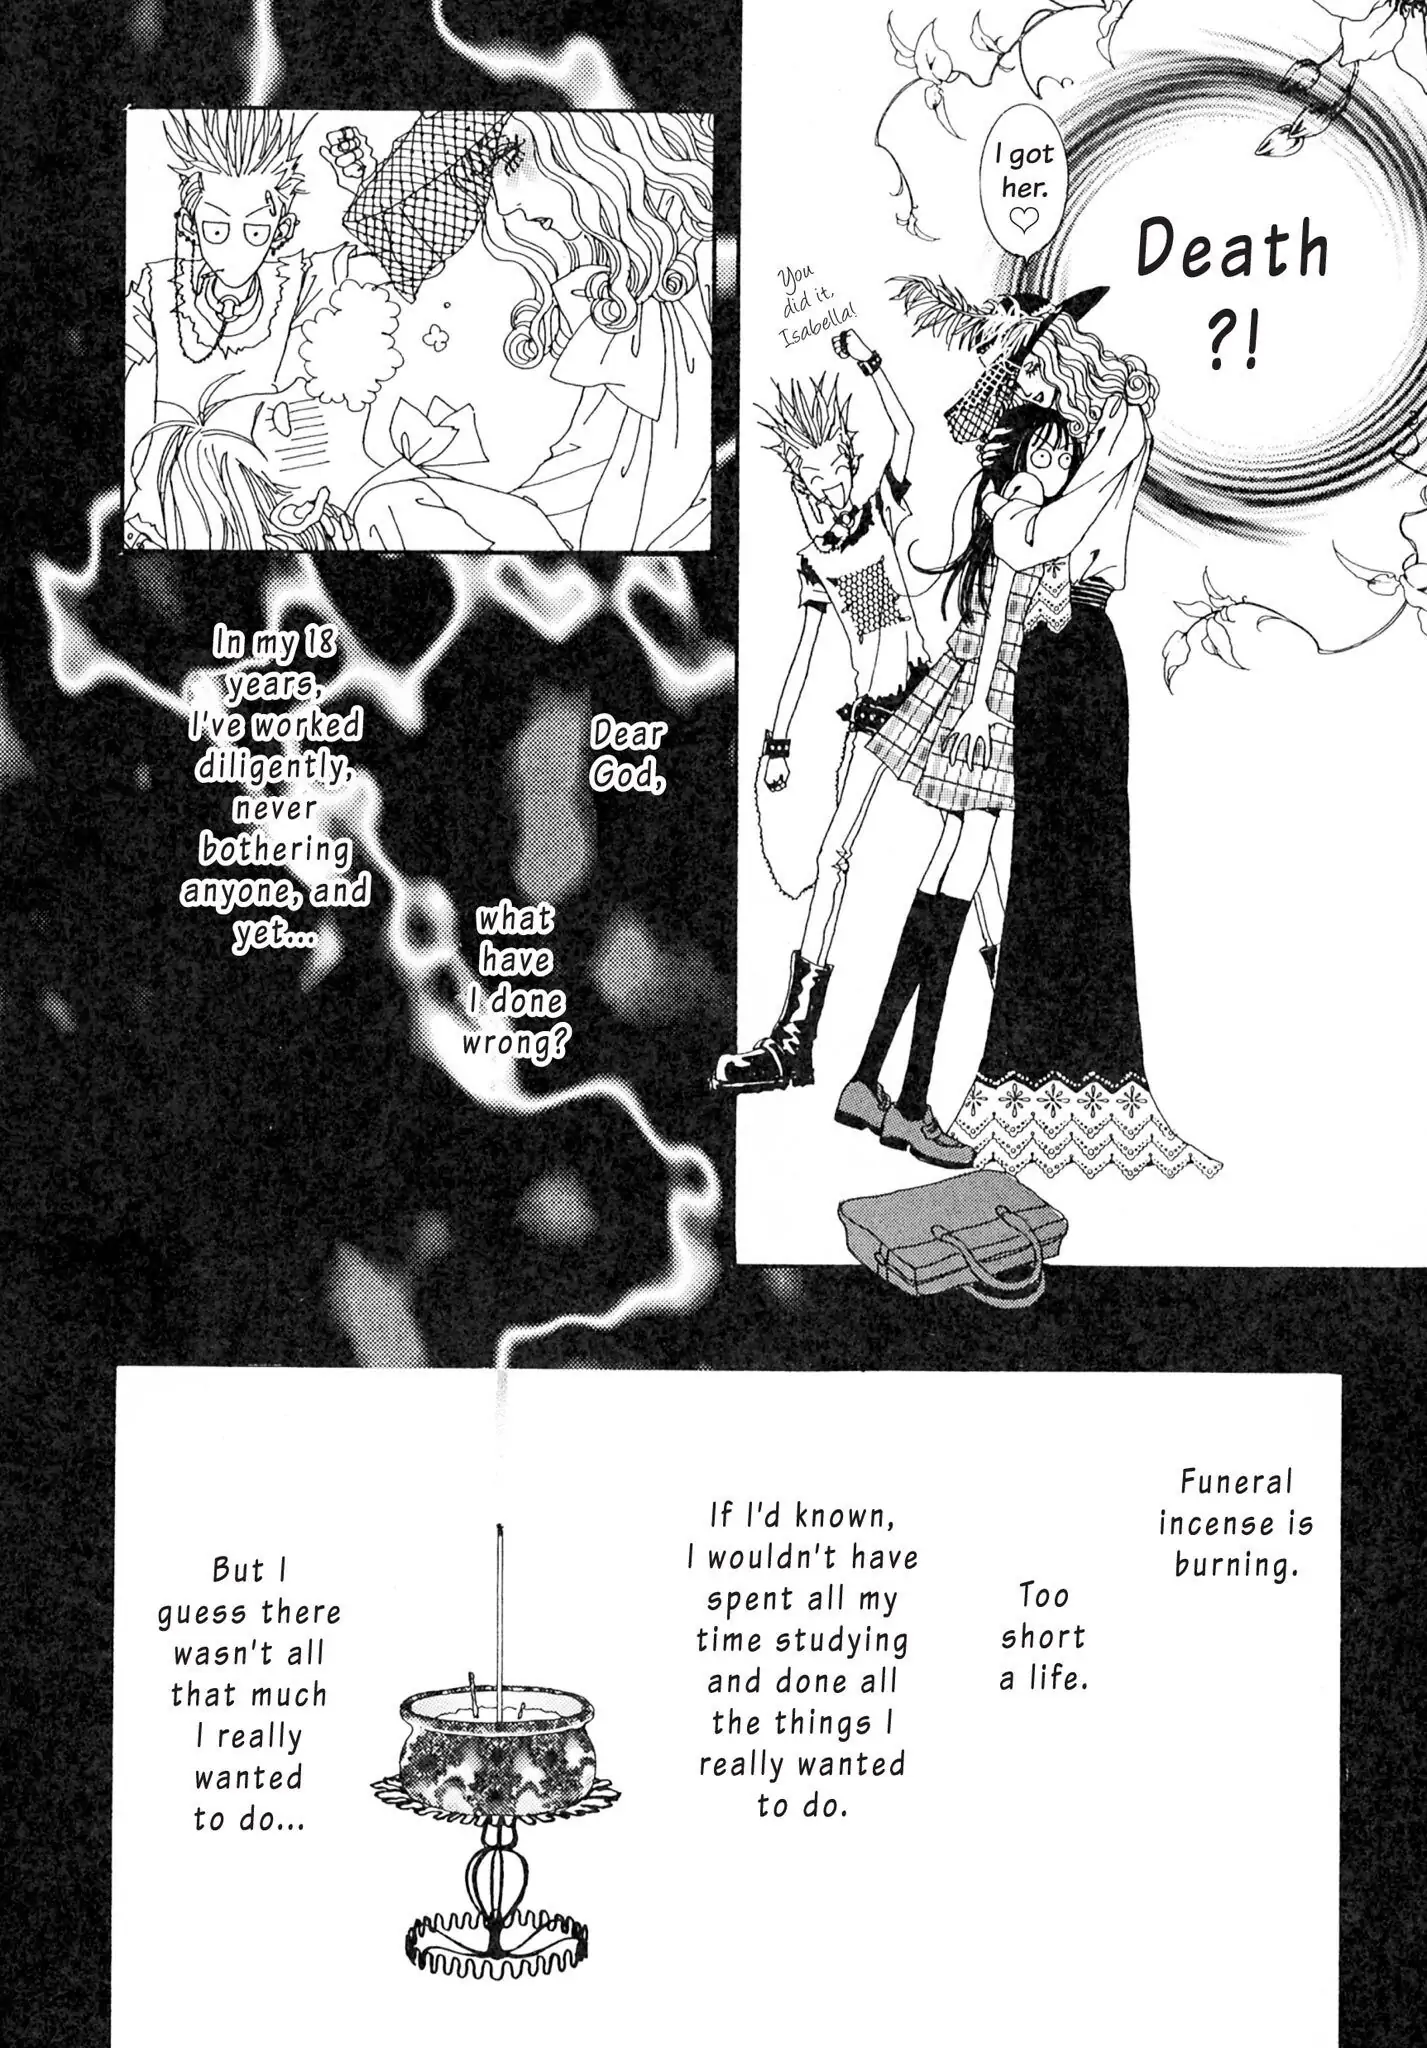 Death
?!
I got
her.
♡
You
did it,
Isabella!
Dear
God,
what
have
I done
wrong?
In my 18
years,
I've worked
diligently,
never
bothering
anyone, and
yet...
Funeral
incense is
burning.
Too
short
a life.
If I'd known,
I wouldn't have
spent all my
time studying
and done all
the things I
really wanted
to do.
But I
guess there
wasn't all
that much
I really
wanted
to do...